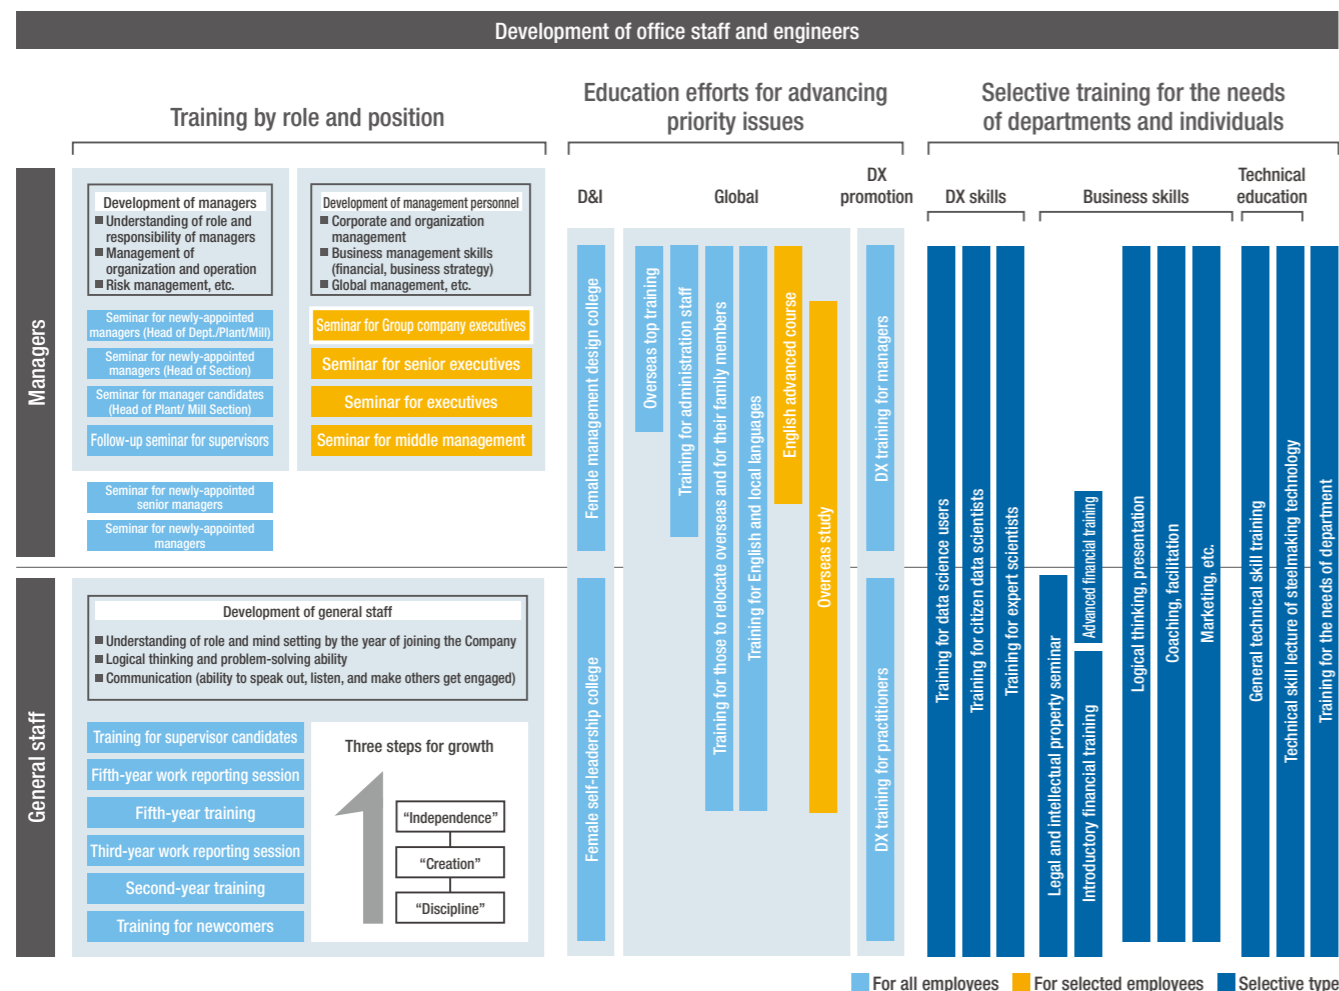 Development of office staff and engineers
Training by role and position
Education efforts for advancing
priority issues
Selective training for the needs
of departments and individuals
D&I
Global
DX
promotion
DX skills
Business skills
Technical
education
Managers
Development of managers
■ Understanding of role and
responsibility of managers
■ Management of
organization and operation
■ Risk management, etc.
Seminar for newly-appointed
managers (Head of Dept./Plant/Mill)
Seminar for newly-appointed
managers (Head of Section)
Seminar for manager candidates
(Head of Plant/ Mill Section)
Follow-up seminar for supervisors
Seminar for newly-appointed
senior managers
Seminar for newly-appointed
managers
Development of management personnel
■ Corporate and organization
management
■ Business management skills
(financial, business strategy)
■ Global management, etc.
Seminar for Group company executives
Seminar for senior executives
Seminar for executives
Seminar for middle management
General staff
Development of general staff
■ Understanding of role and mind setting by the year of joining the Company
■ Logical thinking and problem-solving ability
■ Communication (ability to speak out, listen, and make others get engaged)
Training for supervisor candidates
Fifth-year work reporting session
Fifth-year training
Third-year work reporting session
Second-year training
Training for newcomers
Three steps for growth
“Independence”
“Creation”
“Discipline”
Female management design college
Female self-leadership college
Overseas top training
Training for administration staff
Training for those to relocate overseas and for their family members
Training for English and local languages
English advanced course
Overseas study
DX training for managers
DX training for practitioners
Training for data science users
Training for citizen data scientists
Training for expert scientists
Legal and intellectual property seminar
Advanced financial training
Introductory financial training
Logical thinking, presentation
Coaching, facilitation
Marketing, etc.
General technical skill training
Technical skill lecture of steelmaking technology
Training for the needs of department
For all employees
For selected employees
Selective type